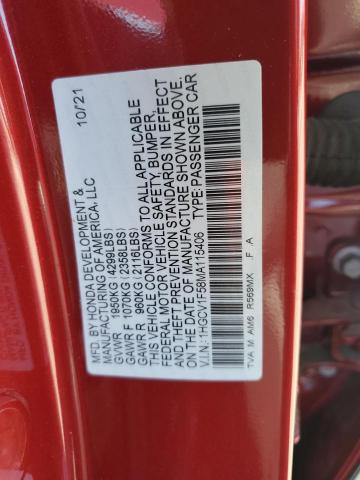 MFD. BY HONDA DEVELOPMENT & 10/21
MANUFACTURING OF AMERICA, LLC
GVWR 1950KG (4299LBS)
GAWR F 1070KG (2358LBS)
GAWR R 960KG (2116LBS)
THIS VEHICLE CONFORMS TO ALL APPLICABLE
FEDERAL MOTOR VEHICLE SAFETY, BUMPER,
AND THEFT PREVENTION STANDARDS IN EFFECT
ON THE DATE OF MANUFACTURE SHOWN ABOVE.
V.I.N.: 1HGCV1F58MA115406 TYPE: PASSENGER CAR
TVA M AM6 R569MX F A